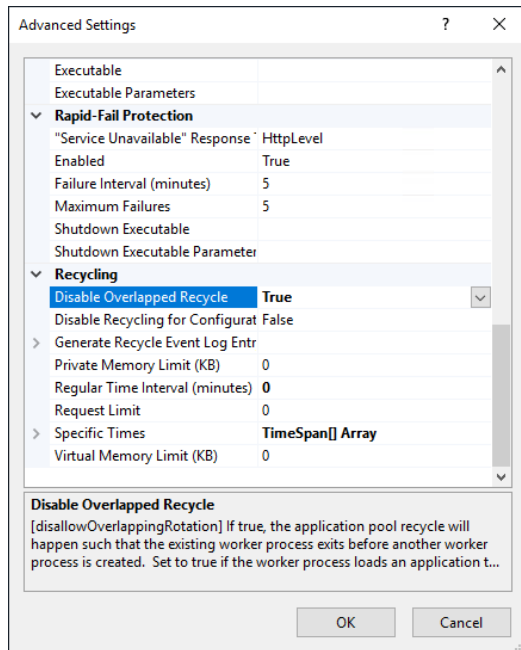 Advanced Settings ? ×
Executable
Executable Parameters
Rapid-Fail Protection
"Service Unavailable" Response HttpLevel
Enabled True
Failure Interval (minutes) 5
Maximum Failures 5
Shutdown Executable
Shutdown Executable Parameter
Recycling
Disable Overlapped Recycle True
Disable Recycling for Configurat False
Generate Recycle Event Log Entr
Private Memory Limit (KB) 0
Regular Time Interval (minutes) 0
Request Limit 0
Specific Times TimeSpan[] Array
Virtual Memory Limit (KB) 0
Disable Overlapped Recycle
[disallowOverlappingRotation] If true, the application pool recycle will
happen such that the existing worker process exits before another worker
process is created. Set to true if the worker process loads an application t...
OK Cancel